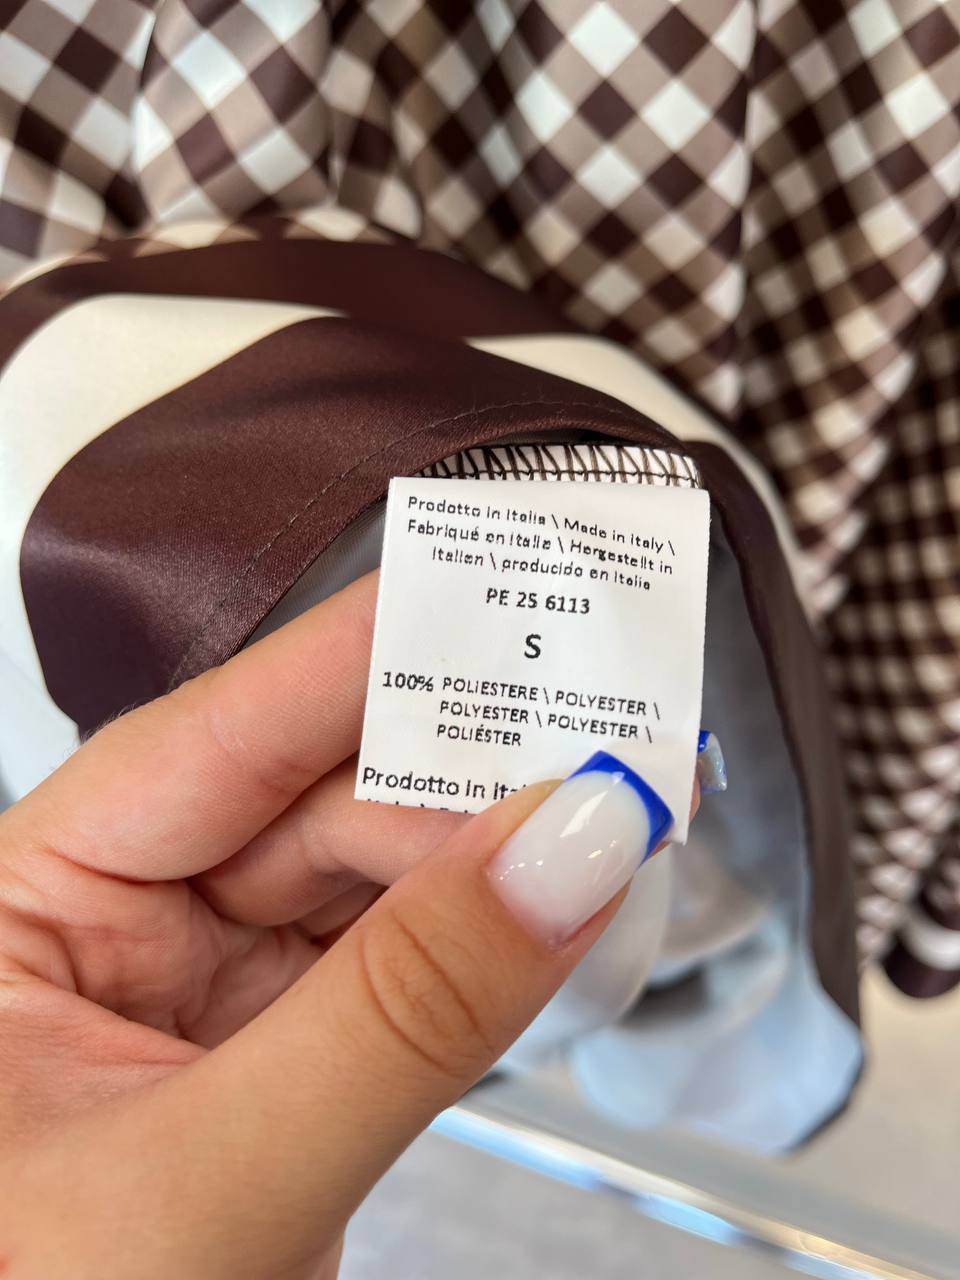 Prodotto in Italia \ Made in Italy \
Fabriqué en Italie \ Hergestellt in
Italien \ producido en Italia
PE 25 6113
S
100% POLIESTERE \ POLYESTER \
POLYESTER \ POLYESTER \
POLIÉSTER
Prodotto in